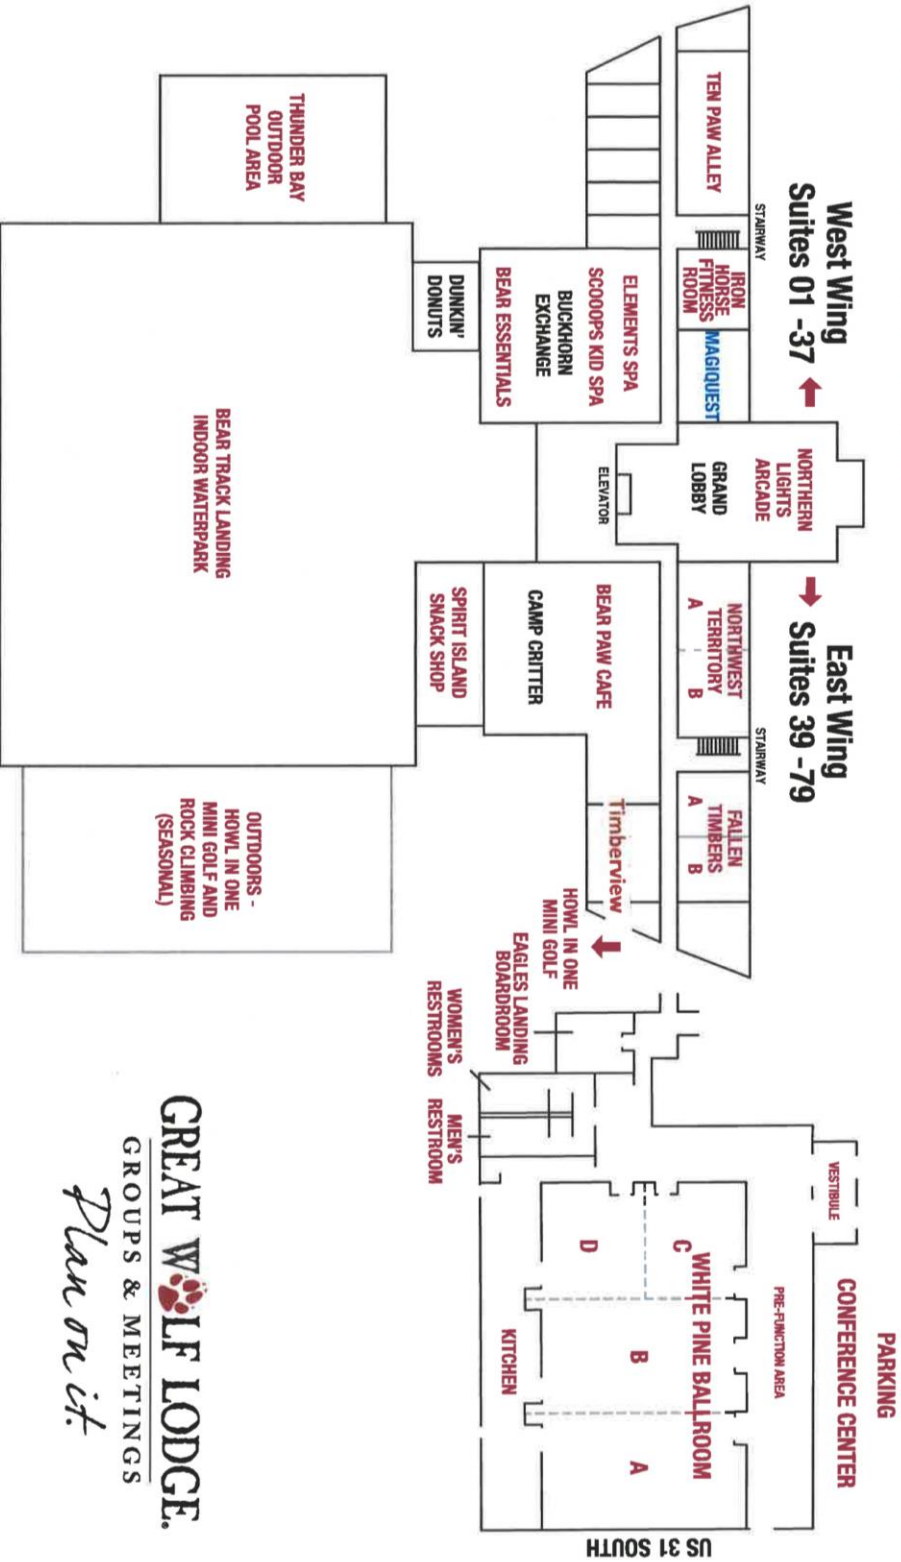 West Wing
Suites 01 -37
East Wing
Suites 39 -79
PARKING
CONFERENCE CENTER
VESTIBULE
PRE-FUNCTION AREA
STAIRWAY
STAIRWAY
TEN PAW ALLEY
IRON
HORSE
FITNESS
ROOM
MAGIQUEST
NORTHERN
LIGHTS
ARCADE
GRAND
LOBBY
ELEVATOR
NORTHWEST
TERRITORY
A
B
FALLEN
TIMBERS
A
B
ELEMENTS SPA
SCOOOPS KID SPA
BUCKHORN
EXCHANGE
BEAR ESSENTIALS
DUNKIN'
DONUTS
BEAR PAW CAFE
CAMP CRITTER
SPIRIT ISLAND
SNACK SHOP
Timberview
HOWL IN ONE
MINI GOLF
EAGLES LANDING
BOARDROOM
WOMEN'S
RESTROOMS
MEN'S
RESTROOM
WHITE PINE BALLROOM
C
D
B
A
KITCHEN
US 31 SOUTH
THUNDER BAY
OUTDOOR
POOL AREA
BEAR TRACK LANDING
INDOOR WATERPARK
OUTDOORS -
HOWL IN ONE
MINI GOLF AND
ROCK CLIMBING
(SEASONAL)
GREAT WOLF LODGE.
GROUPS & MEETINGS
Plan on it.